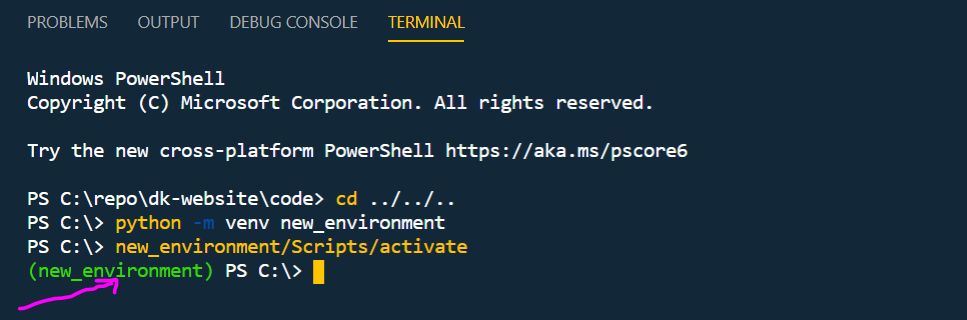 PROBLEMS OUTPUT DEBUG CONSOLE TERMINAL
Windows PowerShell
Copyright (C) Microsoft Corporation. All rights reserved.
Try the new cross-platform PowerShell https://aka.ms/pscore6
PS C:\repo\dk-website\code> cd ../../..
PS C:\> python -m venv new_environment
PS C:\> new_environment/Scripts/activate
(new_environment) PS C:\>